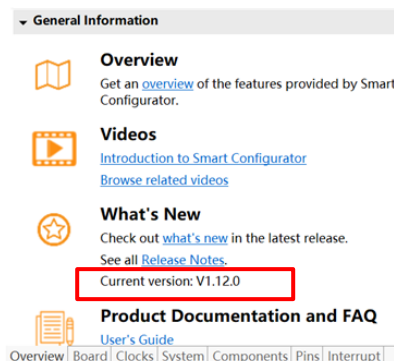 General Information
Overview
Get an overview of the features provided by Smart
Configurator.
Videos
Introduction to Smart Configurator
Browse related videos
What's New
Check out what's new in the latest release.
See all Release Notes.
Current version: V1.12.0
Product Documentation and FAQ
User's Guide
Overview Board Clocks System Components Pins Interrupt